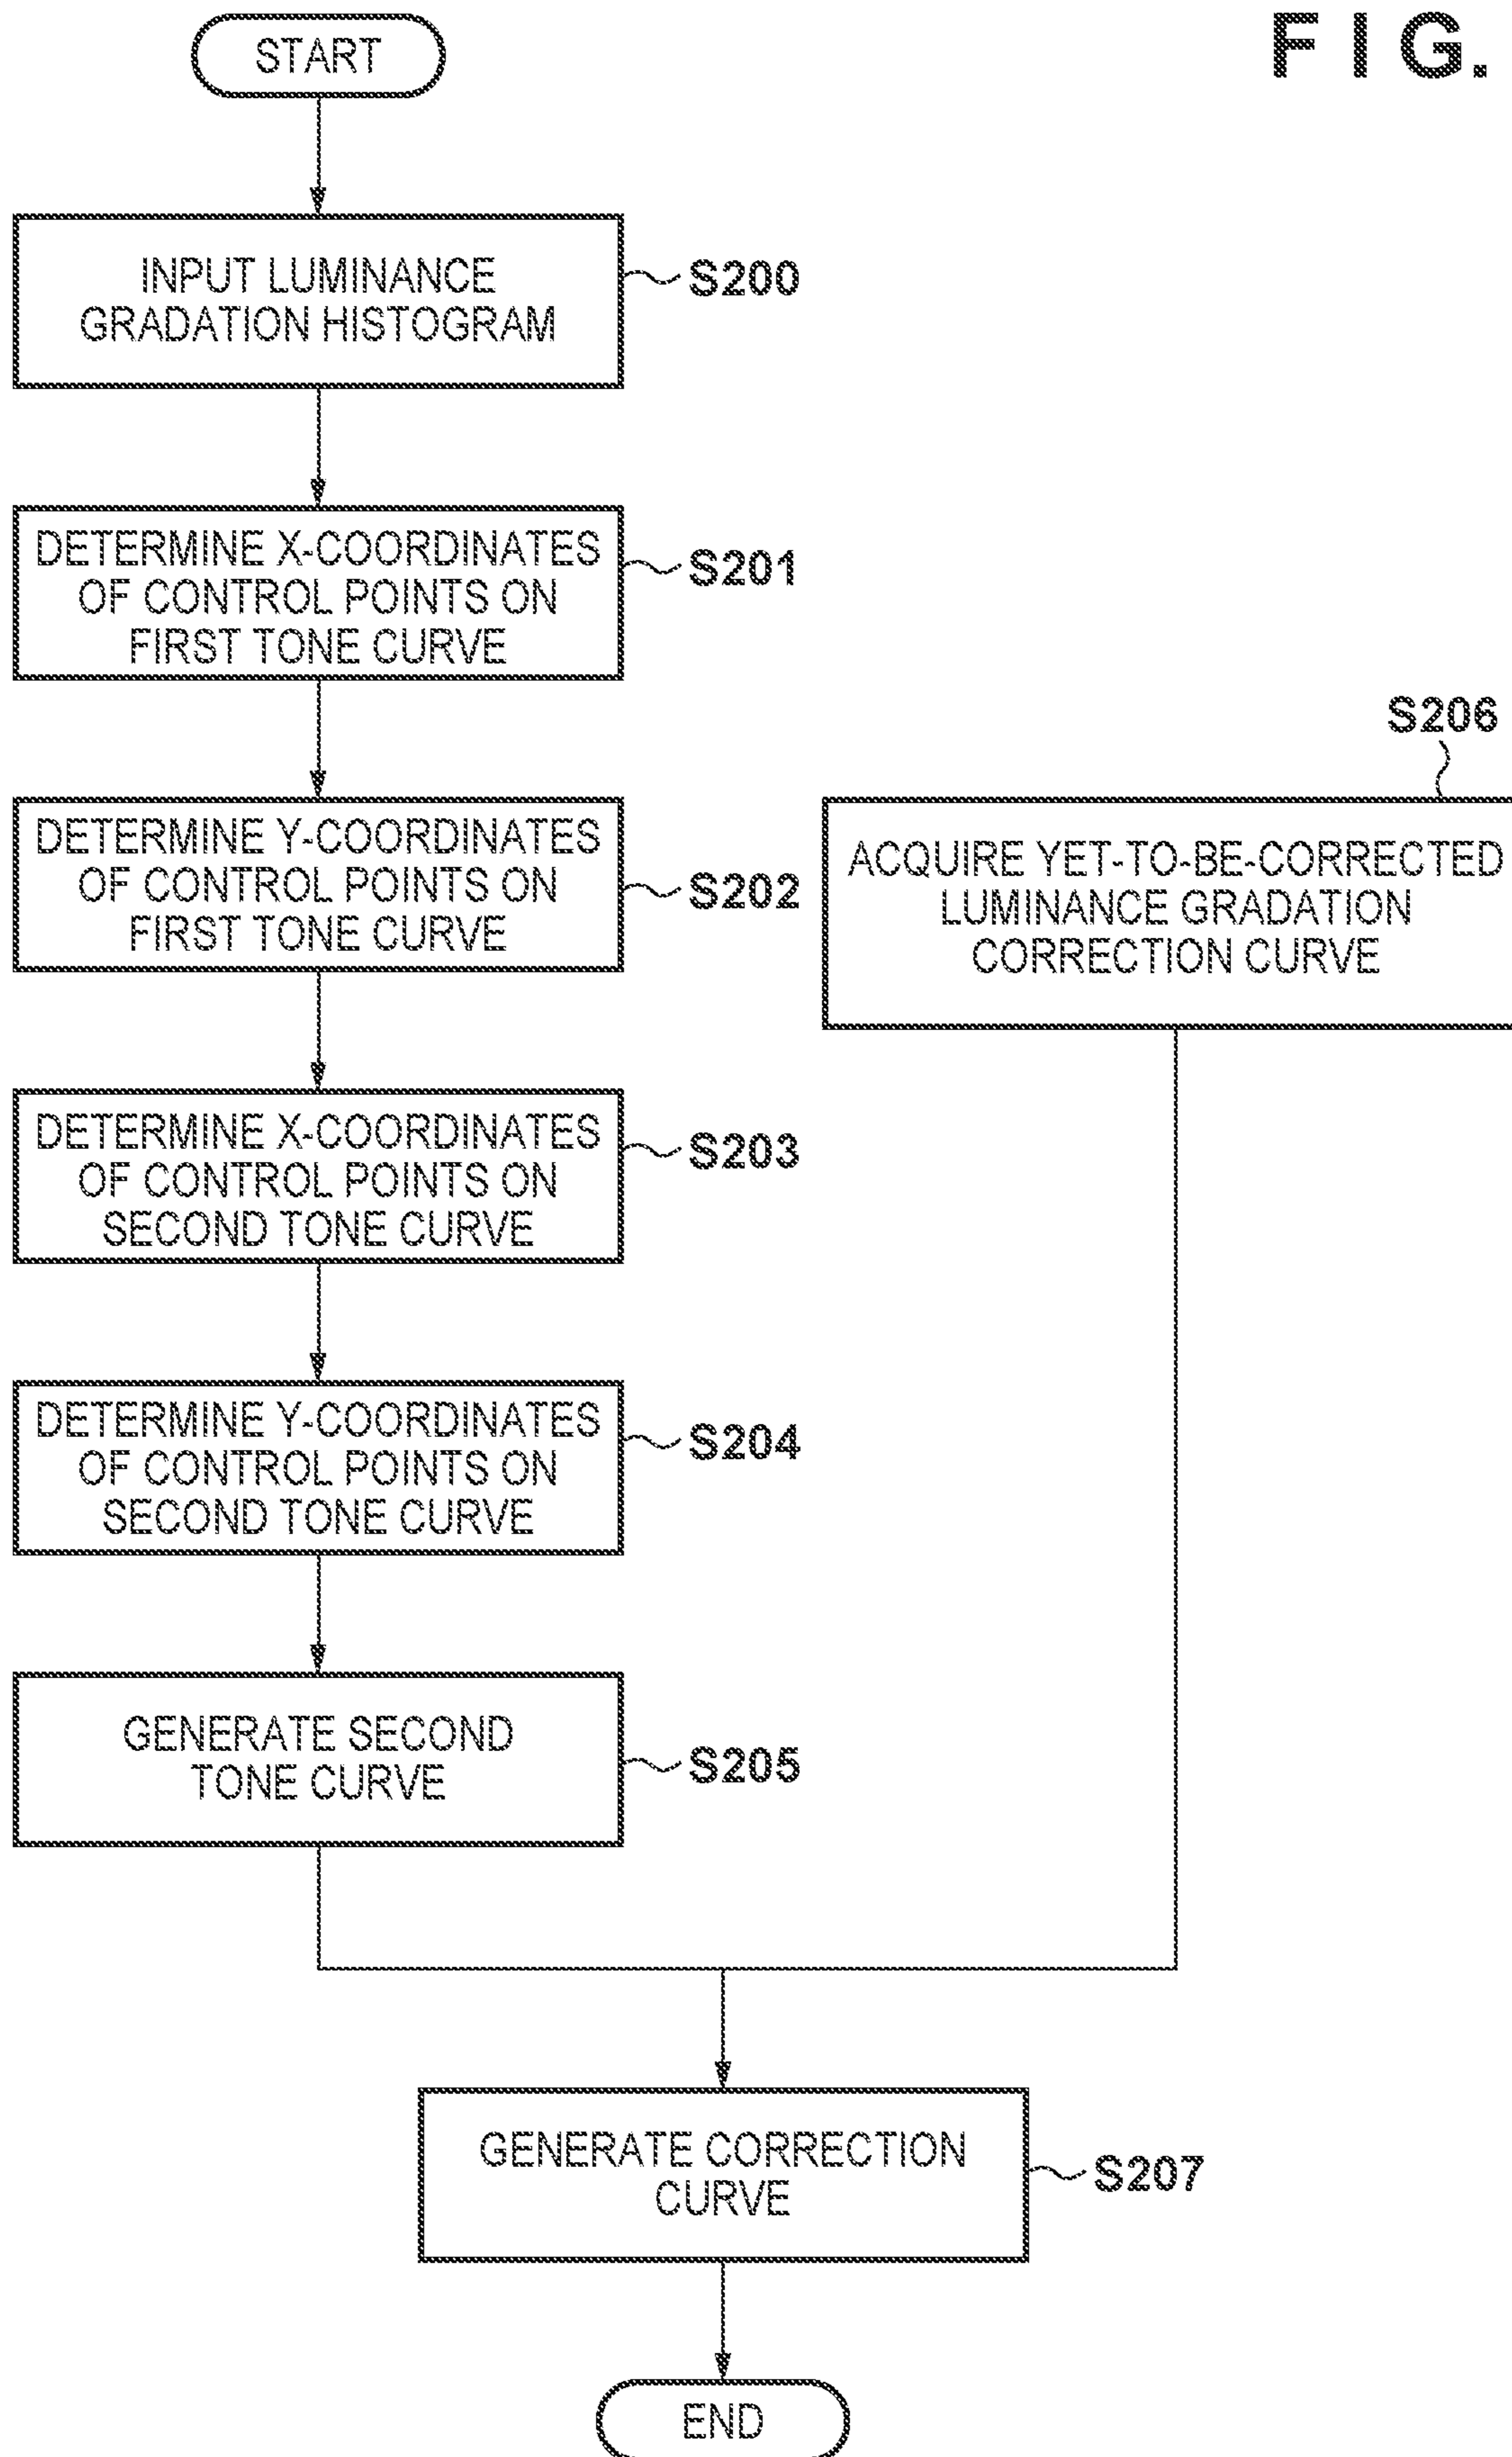 FIG.
START
INPUT LUMINANCE
GRADATION HISTOGRAM
S200
DETERMINE X-COORDINATES
OF CONTROL POINTS ON
FIRST TONE CURVE
S201
DETERMINE Y-COORDINATES
OF CONTROL POINTS ON
FIRST TONE CURVE
S202
S206
ACQUIRE YET-TO-BE-CORRECTED
LUMINANCE GRADATION
CORRECTION CURVE
DETERMINE X-COORDINATES
OF CONTROL POINTS ON
SECOND TONE CURVE
S203
DETERMINE Y-COORDINATES
OF CONTROL POINTS ON
SECOND TONE CURVE
S204
GENERATE SECOND
TONE CURVE
S205
GENERATE CORRECTION
CURVE
S207
END